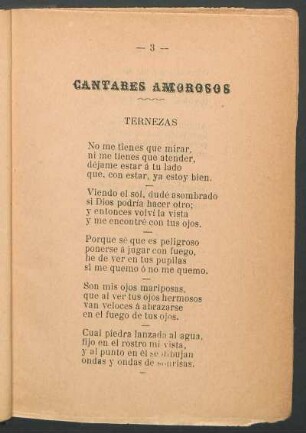 — 3 —
CANTARES AMOROSOS
TERNEZAS
No me tienes que mirar,
ni me tienes que atender,
déjame estar á tu lado
que, con estar, ya estoy bien.
—
Viendo el sol, dudé asombrado
si Dios podría hacer otro;
y entonces volví la vista
y me encontré con tus ojos.
—
Porque sé que es peligroso
ponerse á jugar con fuego,
he de ver en tus pupilas
si me quemo ó no me quemo.
—
Son mis ojos mariposas,
que al ver tus ojos hermosos
van veloces á abrazarse
en el fuego de tus ojos.
—
Cual piedra lanzada al agua,
fijo en el rostro mi vista,
y al punto en él se dibujan
ondas y ondas de sonrisas.
—